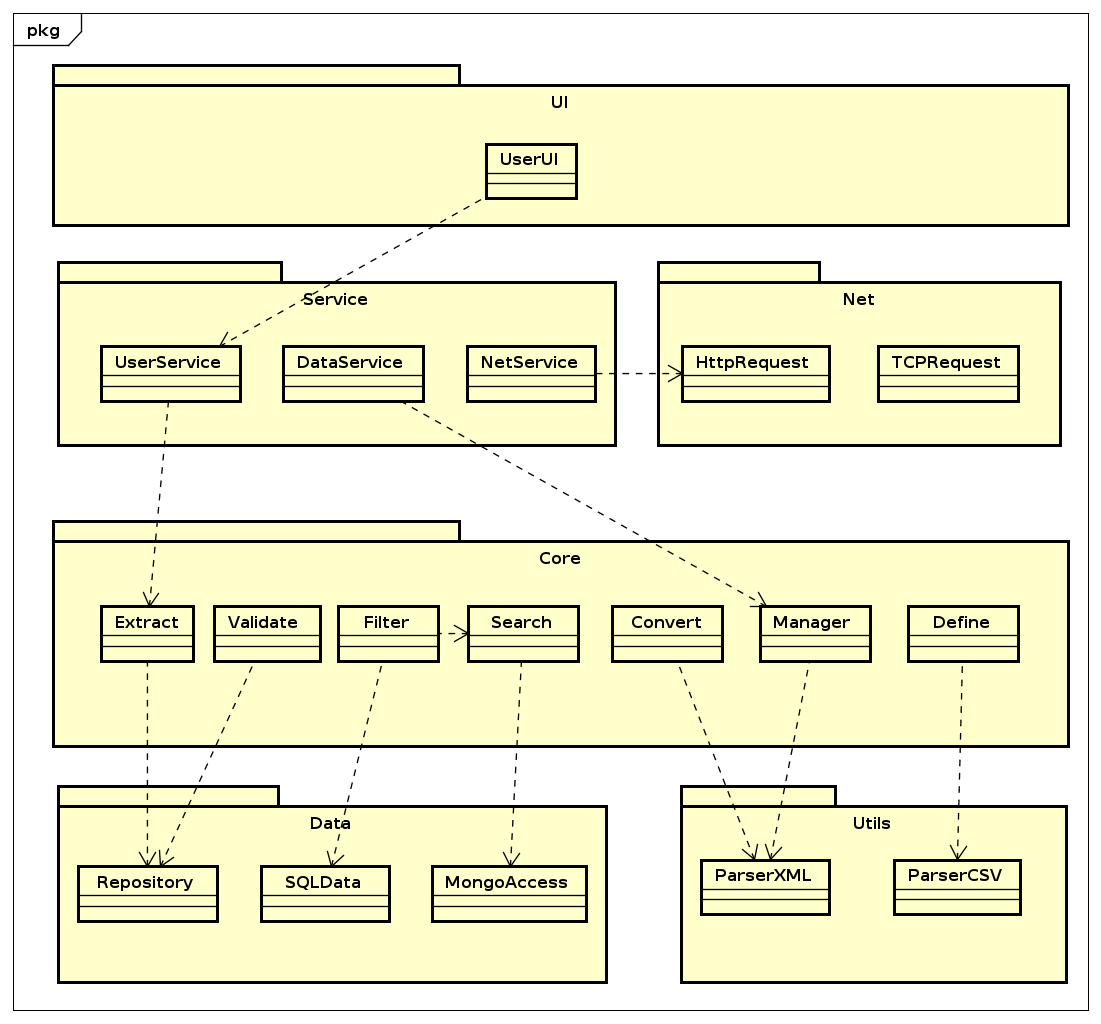 pkg
UI
UserUI
Service
Net
UserService
DataService
NetService
HttpRequest
TCPRequest
Core
Extract
Validate
Filter
Search
Convert
Manager
Define
Data
Utils
Repository
SQLData
MongoAccess
ParserXML
ParserCSV